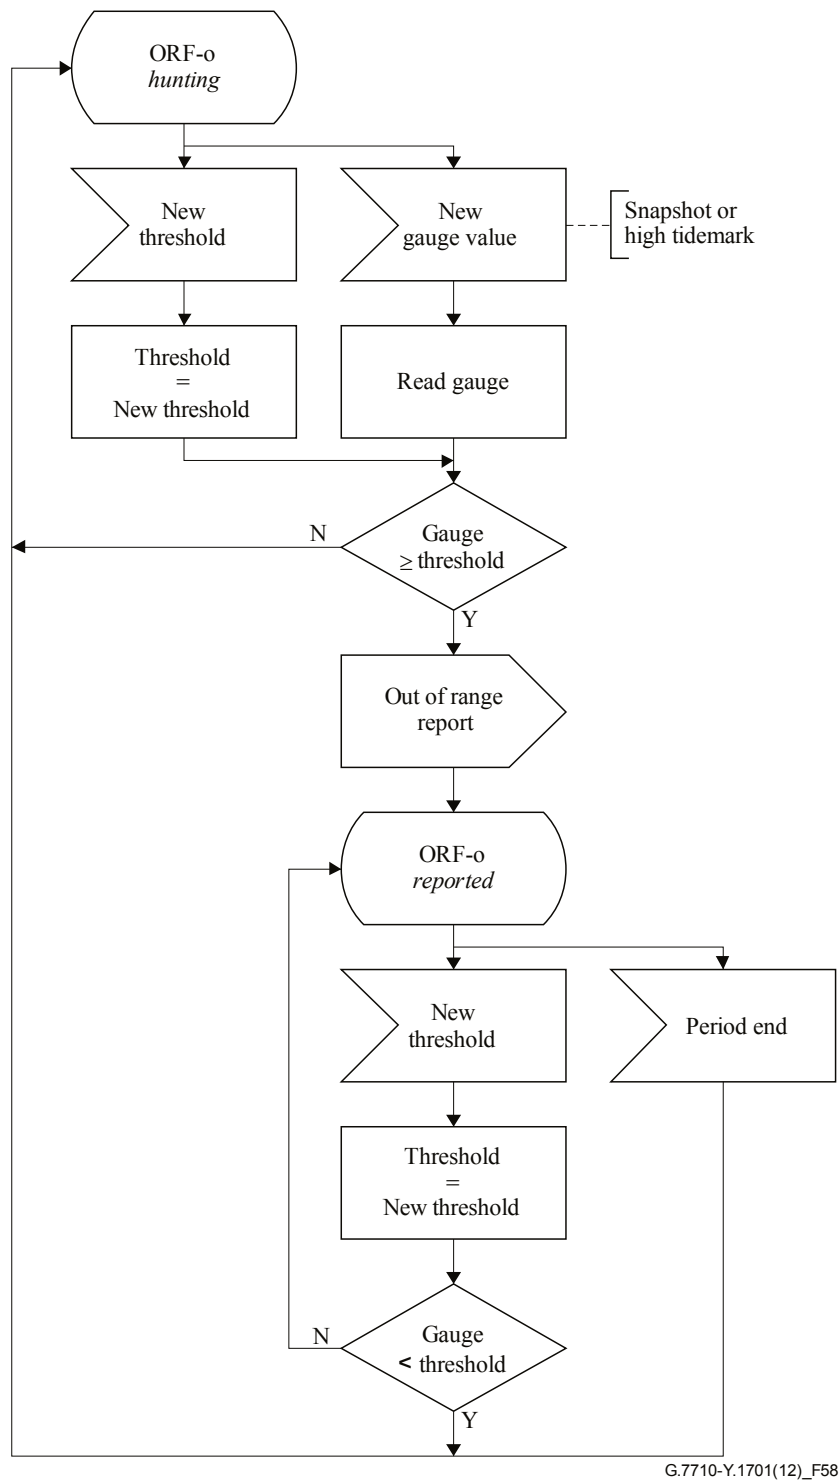 ORF-o
hunting
New
threshold
New
gauge value
Snapshot or
high tidemark
Threshold
=
New threshold
Read gauge
N
Gauge
≥ threshold
Y
Out of range
report
ORF-o
reported
New
threshold
Period end
Threshold
=
New threshold
N
Gauge
< threshold
Y
G.7710-Y.1701(12)_F58